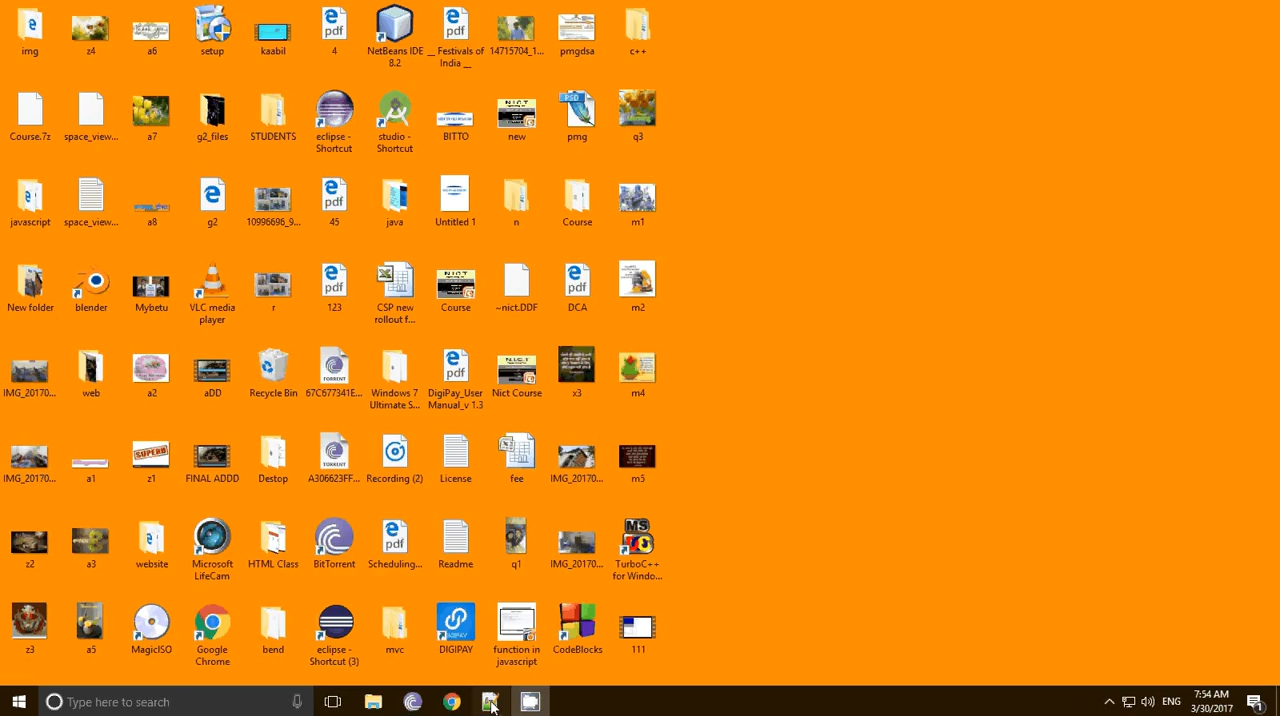 img
z4
a6
setup
kaabil
4
NetBeans IDE
8.2
__ Festivals of
India __
14715704_1...
pmgdsa
c++
Course.7z
space_view...
a7
g2_files
STUDENTS
eclipse -
Shortcut
studio -
Shortcut
BITTO
new
pmg
q3
javascript
space_view...
a8
g2
10996696_9...
45
java
Untitled 1
n
Course
m1
New folder
blender
Mybetu
VLC media
player
r
123
CSP new
rollout f...
Course
~nict.DDF
DCA
m2
IMG_20170...
web
a2
aDD
Recycle Bin
67C677341E...
Windows 7
Ultimate S...
DigiPay_User
Manual_v 1.3
Nict Course
x3
m4
IMG_20170...
a1
z1
FINAL ADDD
Destop
A306623FF...
Recording (2)
License
fee
IMG_20170...
m5
z2
a3
website
Microsoft
LifeCam
HTML Class
BitTorrent
Scheduling...
Readme
q1
IMG_20170...
TurboC++
for Windo...
z3
a5
MagicISO
Google
Chrome
bend
eclipse -
Shortcut (3)
mvc
DIGIPAY
function in
javascript
CodeBlocks
111
Type here to search
ENG
7:54 AM
3/30/2017